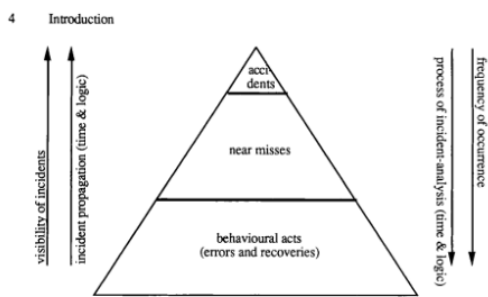 4 Introduction
acci-
dents
near misses
behavioural acts
(errors and recoveries)
visibility of incidents
incident propagation (time & logic)
process of incident-analysis (time & logic)
frequency of occurrence